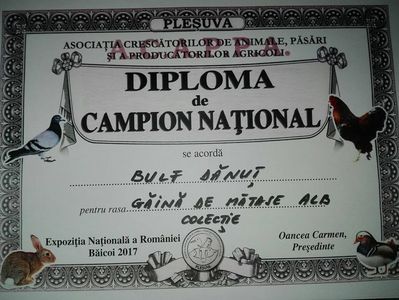 PLEȘUVA
ASOCIAȚIA CRESCĂTORILOR DE ANIMALE, PĂSĂRI
ȘI A PRODUCĂTORILOR AGRICOLI
DIPLOMA
de
CAMPION NAȚIONAL
se acordă
BULF DĂNUȚ
pentru rasa GĂINĂ DE MĂTASE ALB
COLECȚIE
Expoziția Națională a României
Băicoi 2017
Oancea Carmen,
Președinte